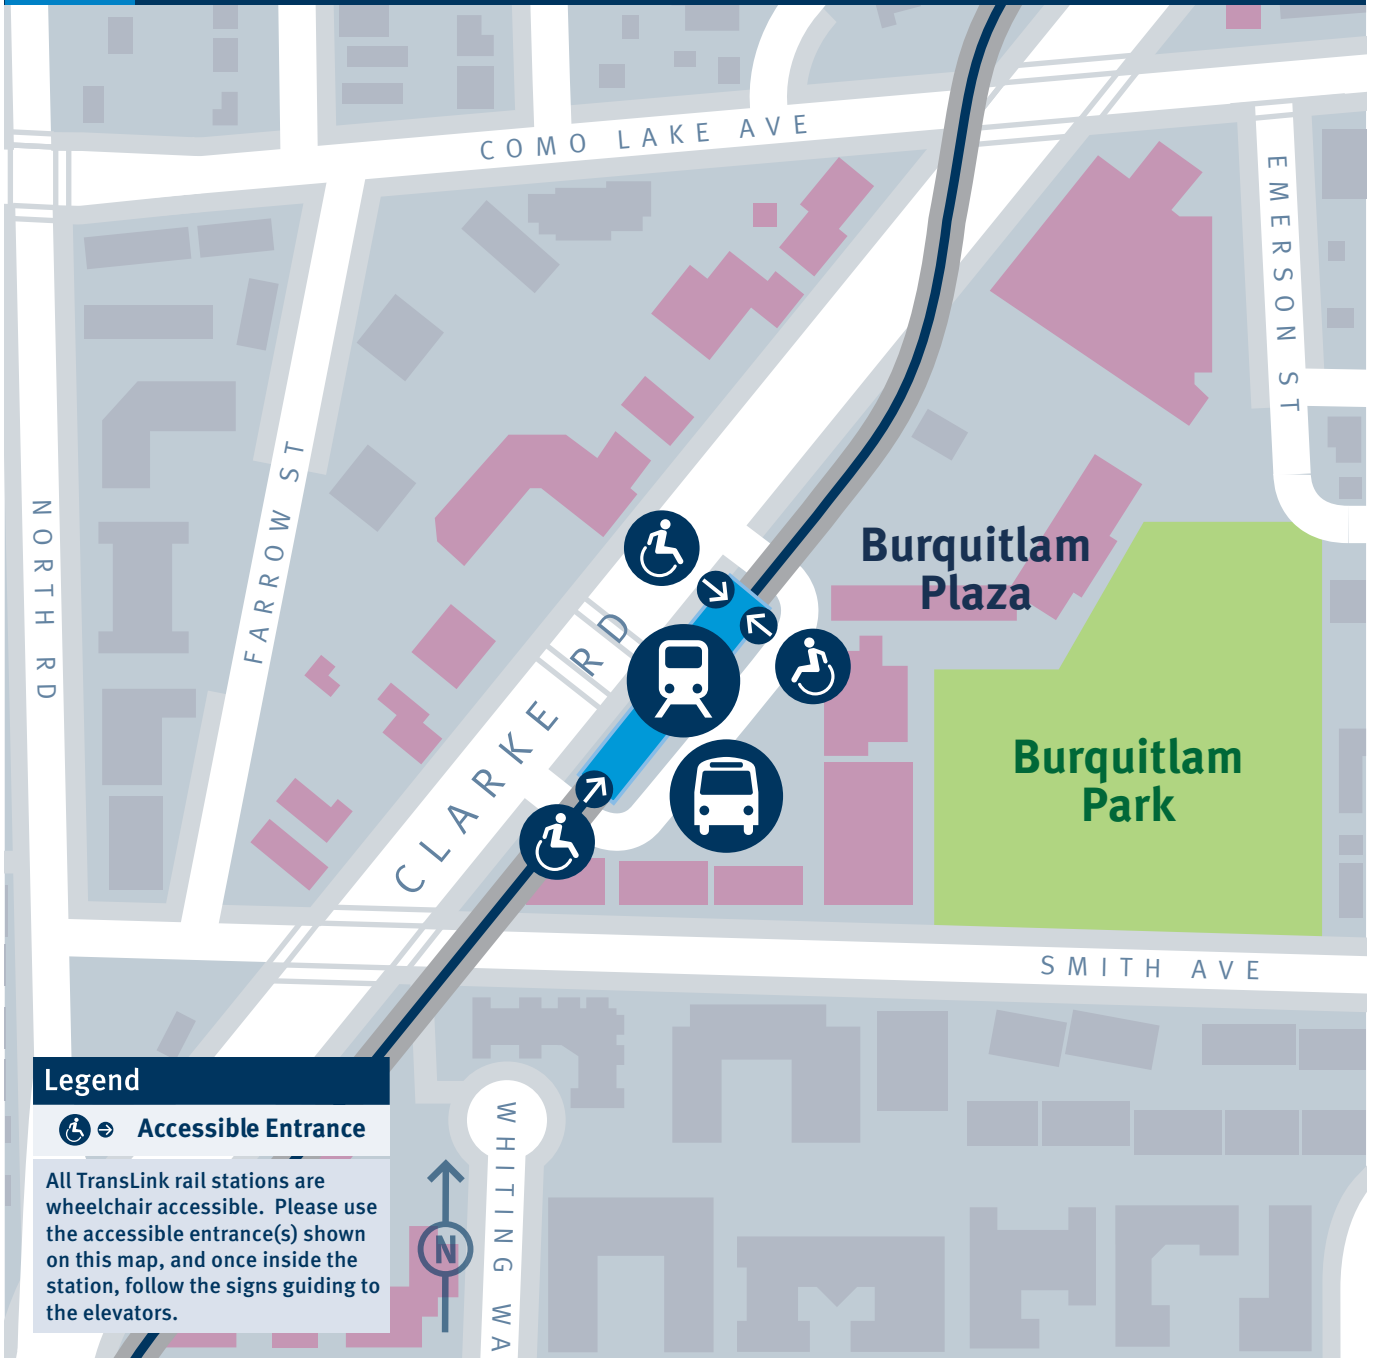 COMO LAKE AVE
EMERSON ST
NORTH RD
FARROW ST
Burquitlam
Plaza
CLARKE RD
Burquitlam
Park
SMITH AVE
Legend
Accessible Entrance
All TransLink rail stations are
wheelchair accessible. Please use
the accessible entrance(s) shown
on this map, and once inside the
station, follow the signs guiding to
the elevators.
N
WHITING WA